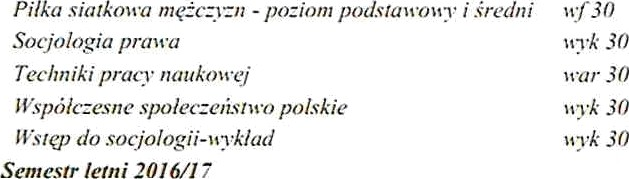 Piłka siatkowa mężczyzn - poziom podstawowy i średni wf 30
Socjologia prawa wyk 30
Techniki pracy naukowej war 30
Współczesne społeczeństwo polskie wyk 30
Wstęp do socjologii-wykład wyk 30
Semestr letni 2016/17